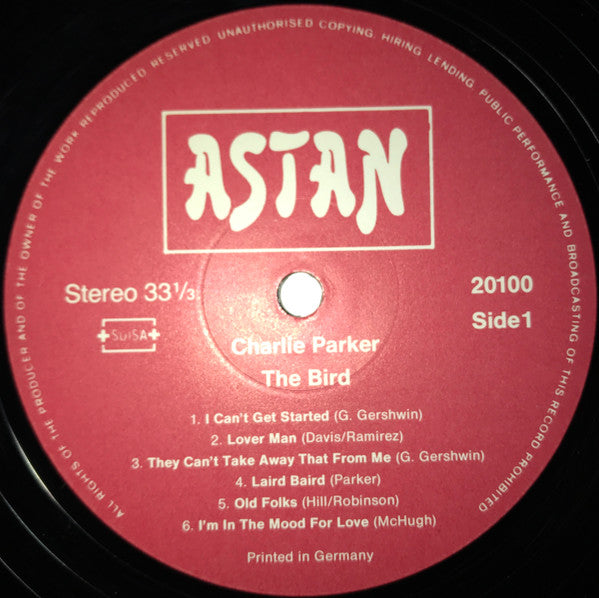 ALL RIGHTS OF THE PRODUCER AND OF THE OWNER OF THE WORK REPRODUCED RESERVED. UNAUTHORISED COPYING, HIRING, LENDING, PUBLIC PERFORMANCE AND BROADCASTING OF THIS RECORD PROHIBITED
ASTAN
Stereo 33⅓
20100
SUISA
Side1
Charlie Parker
The Bird
1. I Can't Get Started (G. Gershwin)
2. Lover Man (Davis/Ramirez)
3. They Can't Take Away That From Me (G. Gershwin)
4. Laird Baird (Parker)
5. Old Folks (Hill/Robinson)
6. I'm In The Mood For Love (McHugh)
Printed in Germany